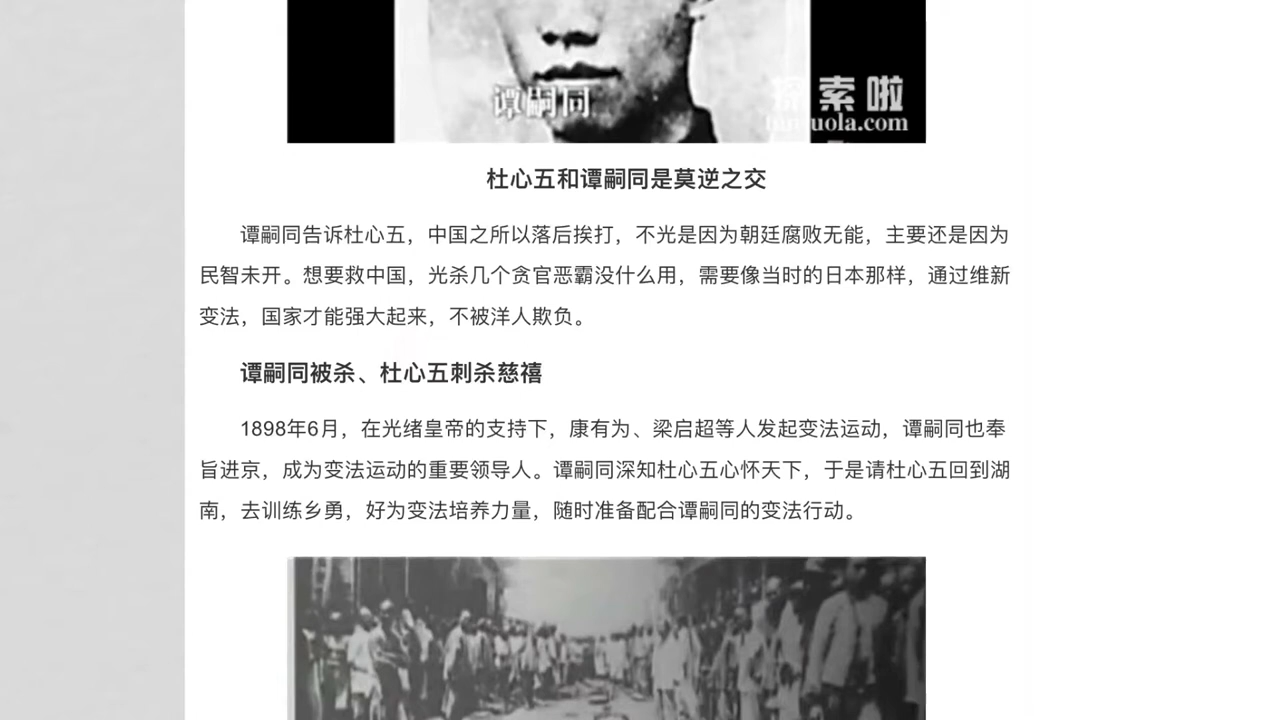 谭嗣同
探索啦
tansuola.com
杜心五和谭嗣同是莫逆之交
谭嗣同告诉杜心五，中国之所以落后挨打，不光是因为朝廷腐败无能，主要还是因为
民智未开。想要救中国，光杀几个贪官恶霸没什么用，需要像当时的日本那样，通过维新
变法，国家才能强大起来，不被洋人欺负。
谭嗣同被杀、杜心五刺杀慈禧
1898年6月，在光绪皇帝的支持下，康有为、梁启超等人发起变法运动，谭嗣同也奉
旨进京，成为变法运动的重要领导人。谭嗣同深知杜心五心怀天下，于是请杜心五回到湖
南，去训练乡勇，好为变法培养力量，随时准备配合谭嗣同的变法行动。